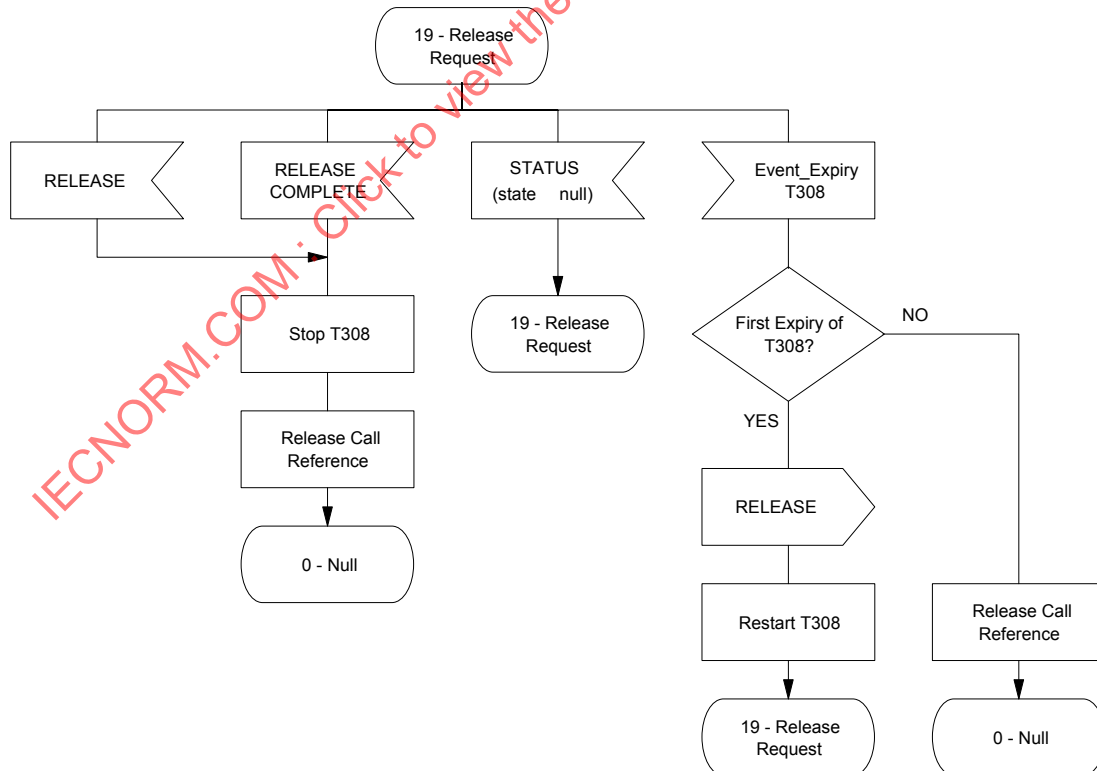 19 - Release
Request
RELEASE
RELEASE
COMPLETE
STATUS
(state null)
Event_Expiry
T308
Stop T308
19 - Release
Request
First Expiry of
T308?
NO
YES
Release Call
Reference
RELEASE
0 - Null
Restart T308
Release Call
Reference
19 - Release
Request
0 - Null
IECNORM.COM : Click to view the